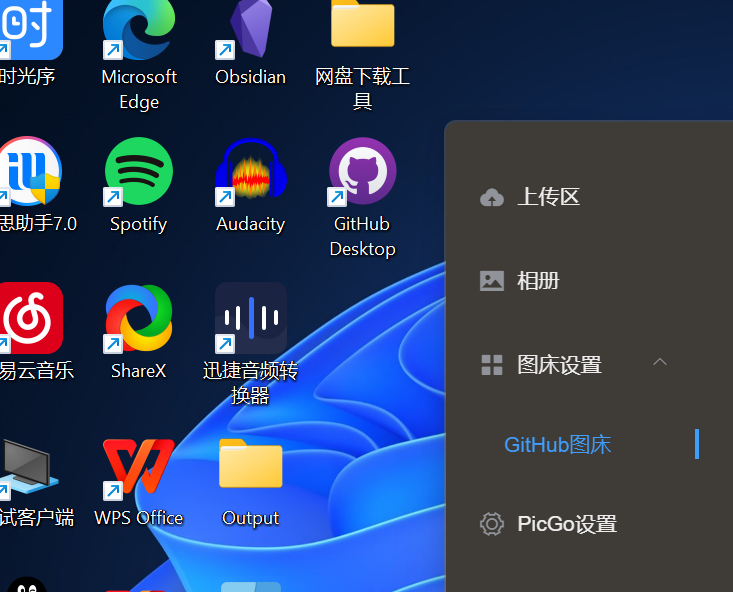 时
时光序
Microsoft
Edge
Obsidian
网盘下载工
具
思助手7.0
Spotify
Audacity
GitHub
Desktop
易云音乐
ShareX
迅捷音频转
换器
试客户端
WPS Office
Output
上传区
相册
图床设置
GitHub图床
PicGo设置